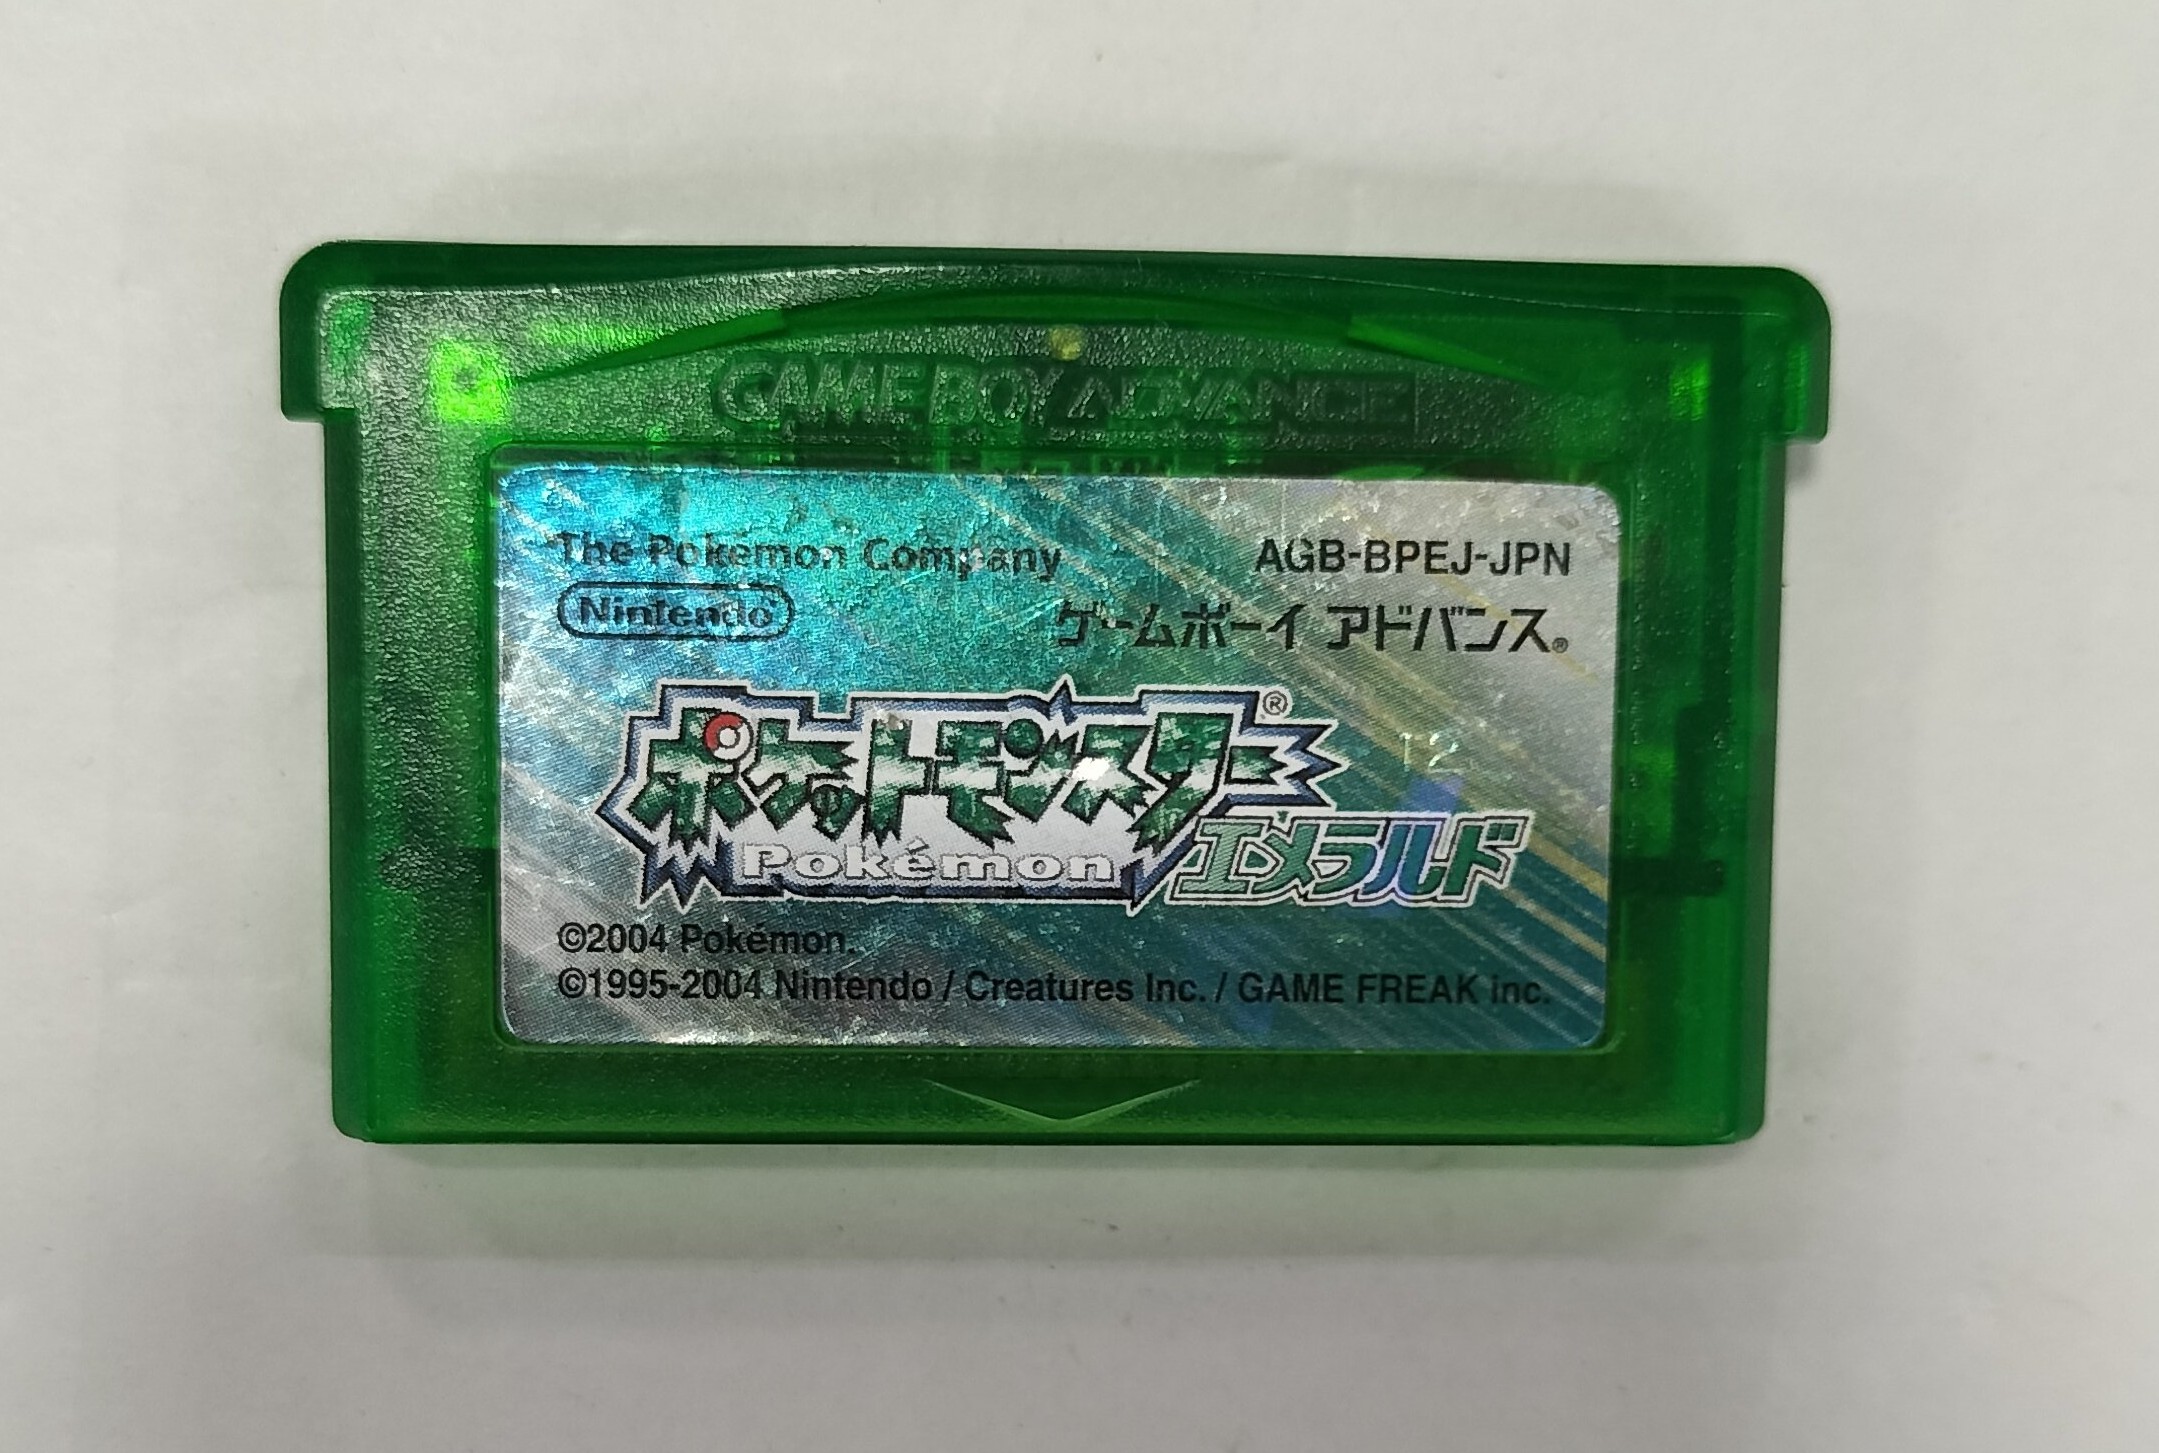 GAME BOY ADVANCE
The Pokémon Company
AGB-BPEJ-JPN
Nintendo
ゲームボーイ アドバンス®
ポケットモンスター®
Pokémon
エメラルド
©2004 Pokémon.
©1995-2004 Nintendo / Creatures Inc. / GAME FREAK inc.